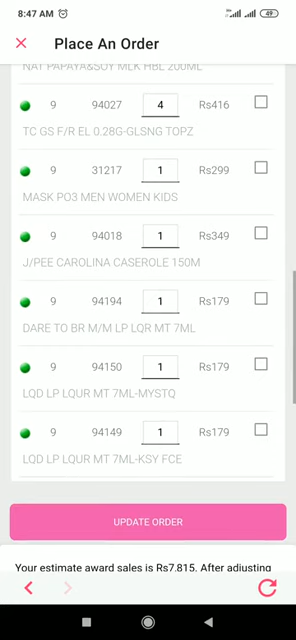 8:47 AM
49
Place An Order
NAT PAPAYA&SOY MLK HBL 200ML
9 94027 4 Rs416
TC GS F/R EL 0.28G-GLSNG TOPZ
9 31217 1 Rs299
MASK PO3 MEN WOMEN KIDS
9 94018 1 Rs349
J/PEE CAROLINA CASEROLE 150M
9 94194 1 Rs179
DARE TO BR M/M LP LQR MT 7ML
9 94150 1 Rs179
LQD LP LQUR MT 7ML-MYSTQ
9 94149 1 Rs179
LQD LP LQUR MT 7ML-KSY FCE
UPDATE ORDER
Your estimate award sales is Rs7,815. After adjusting